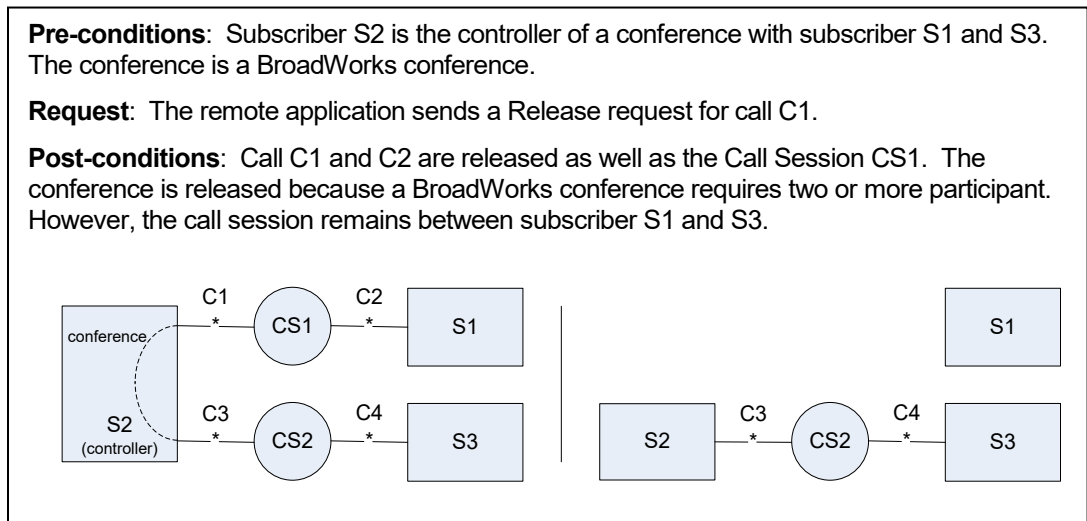 Pre-conditions: Subscriber S2 is the controller of a conference with subscriber S1 and S3.
The conference is a BroadWorks conference.
Request: The remote application sends a Release request for call C1.
Post-conditions: Call C1 and C2 are released as well as the Call Session CS1. The
conference is released because a BroadWorks conference requires two or more participant.
However, the call session remains between subscriber S1 and S3.
C1
C2
conference
*
CS1
*
S1
S1
S2
(controller)
C3
*
CS2
C4
*
S3
S2
C3
*
CS2
C4
*
S3